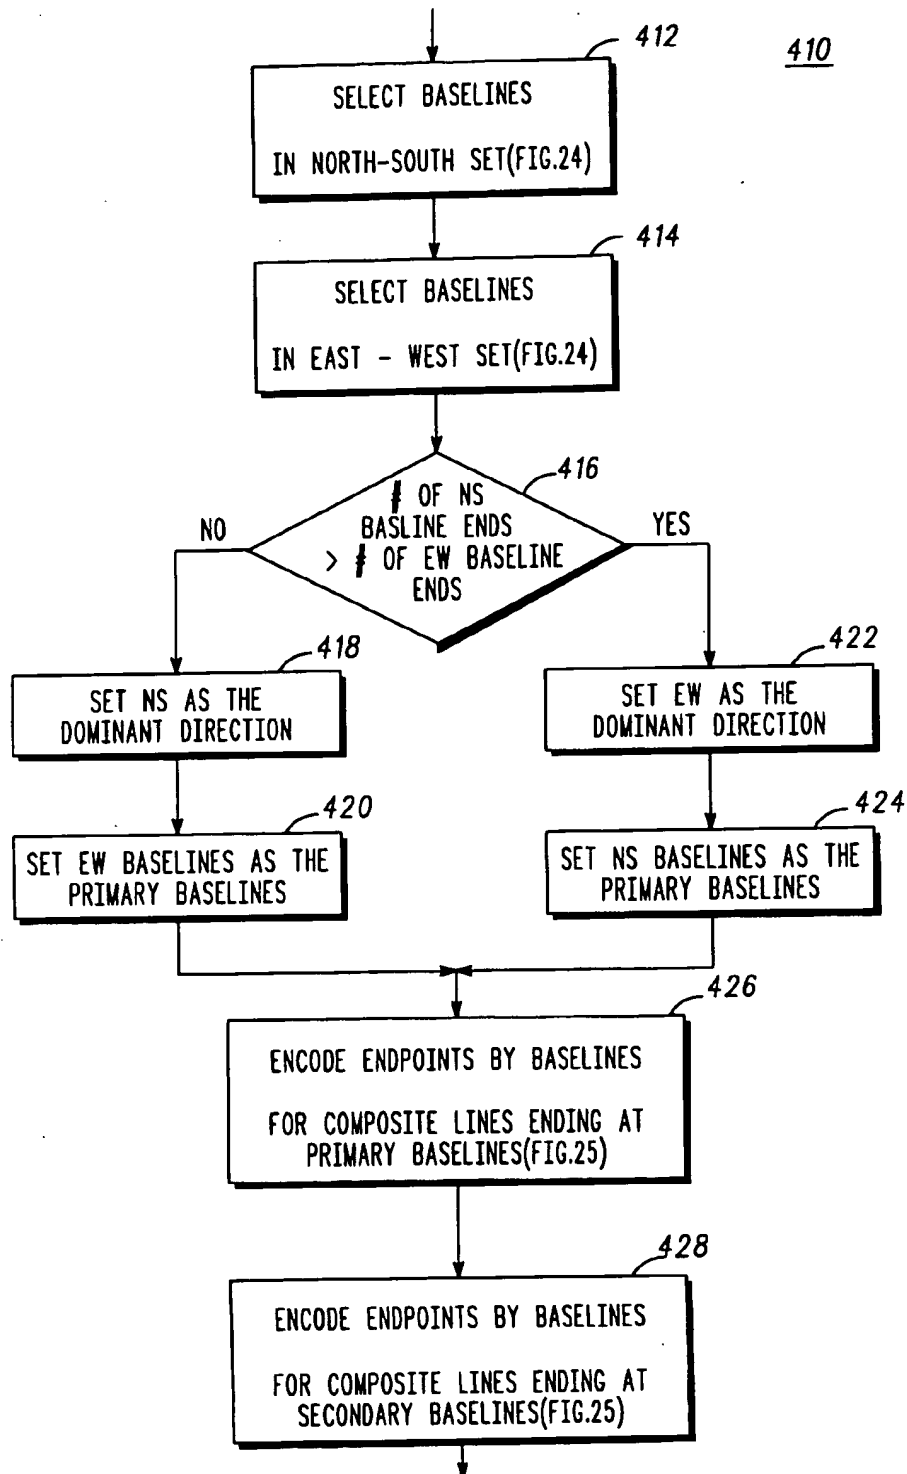 412
410
SELECT BASELINES
IN NORTH-SOUTH SET(FIG.24)
414
SELECT BASELINES
IN EAST - WEST SET(FIG.24)
416
# OF NS
BASLINE ENDS
> # OF EW BASELINE
ENDS
NO
YES
418
SET NS AS THE
DOMINANT DIRECTION
422
SET EW AS THE
DOMINANT DIRECTION
420
SET EW BASELINES AS THE
PRIMARY BASELINES
424
SET NS BASELINES AS THE
PRIMARY BASELINES
426
ENCODE ENDPOINTS BY BASELINES
FOR COMPOSITE LINES ENDING AT
PRIMARY BASELINES(FIG.25)
428
ENCODE ENDPOINTS BY BASELINES
FOR COMPOSITE LINES ENDING AT
SECONDARY BASELINES(FIG.25)